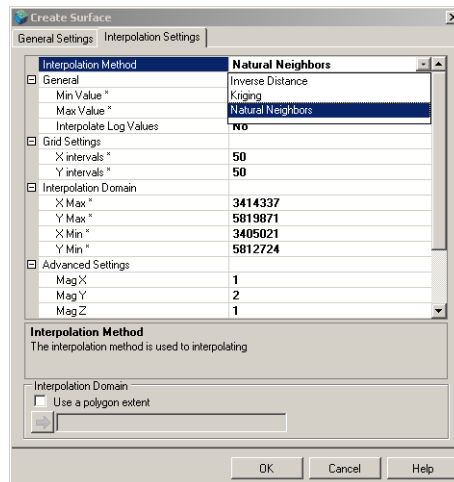 Create Surface
General Settings Interpolation Settings
Interpolation Method Natural Neighbors
General Inverse Distance
Min Value * Kriging
Max Value * Natural Neighbors
Interpolate Log Values No
Grid Settings
X intervals * 50
Y intervals * 50
Interpolation Domain
X Max * 3414337
Y Max * 5819871
X Min * 3405021
Y Min * 5812724
Advanced Settings
Mag X 1
Mag Y 2
Mag Z 1
Interpolation Method
The interpolation method is used to interpolating
Interpolation Domain
Use a polygon extent
OK Cancel Help